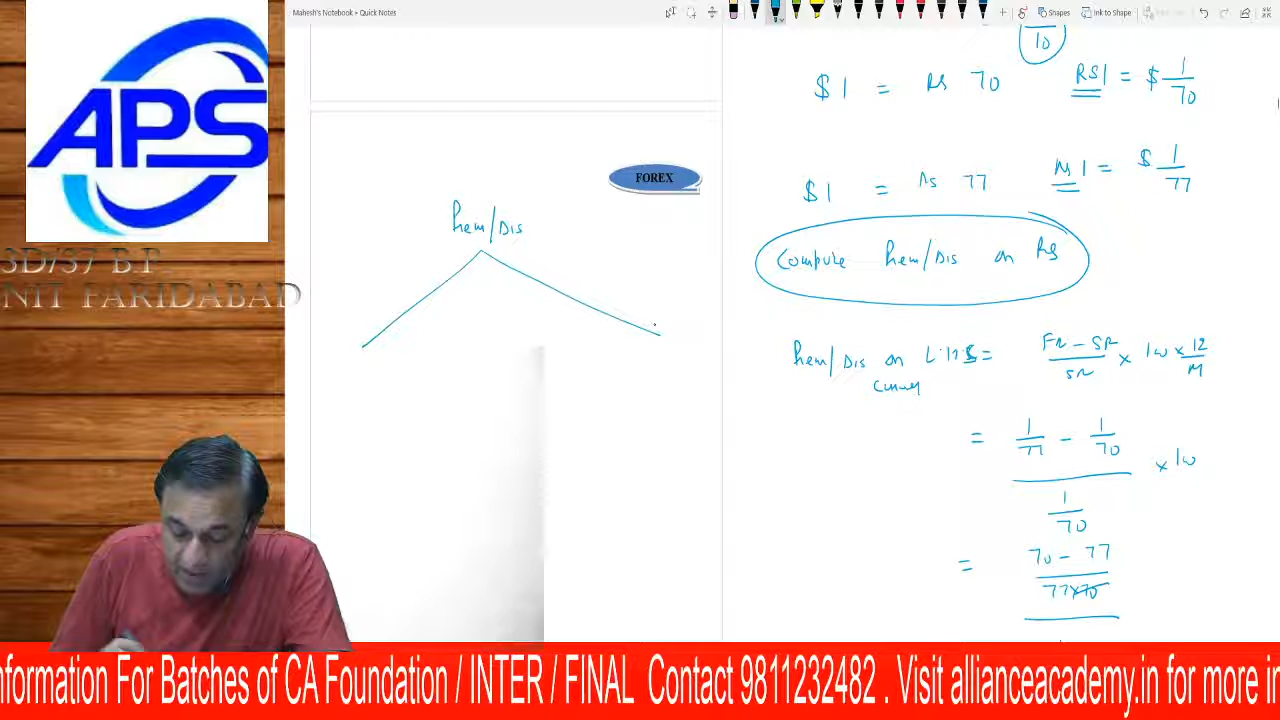 APS
3D/37 B.P.
NIT FARIDABAD
Mahesh's Notebook » Quick Notes
Shapes
Ink to Shape
FOREX
Prem/Dis
10
$1 = Rs 70 RS1 = $ 1/70
$1 = Rs 77 Rs 1 = $ 1/77
Compute Prem/Dis on RS
Prem/Dis on L.H.S = FR - SR / SR × 100 × 12 / M
Currency
= 1/77 - 1/70 × 100
1/70
= 70 - 77
77×70
nformation For Batches of CA Foundation / INTER / FINAL Contact 9811232482 . Visit allianceacademy.in for more in